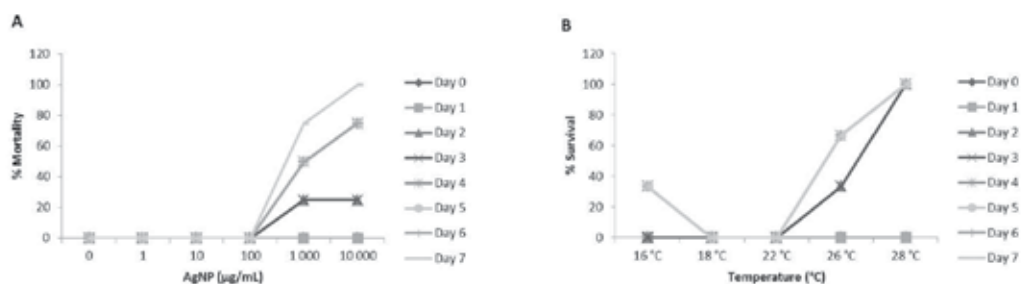 A
120
100
80
60
40
20
0
% Mortality
0 1 10 100 1 000 10 000
AgNP (µg/mL)
Day 0
Day 1
Day 2
Day 3
Day 4
Day 5
Day 6
Day 7
B
120
100
80
60
40
20
0
% Survival
16 °C 18 °C 22 °C 26 °C 28 °C
Temperature (°C)
Day 0
Day 1
Day 2
Day 3
Day 4
Day 5
Day 6
Day 7